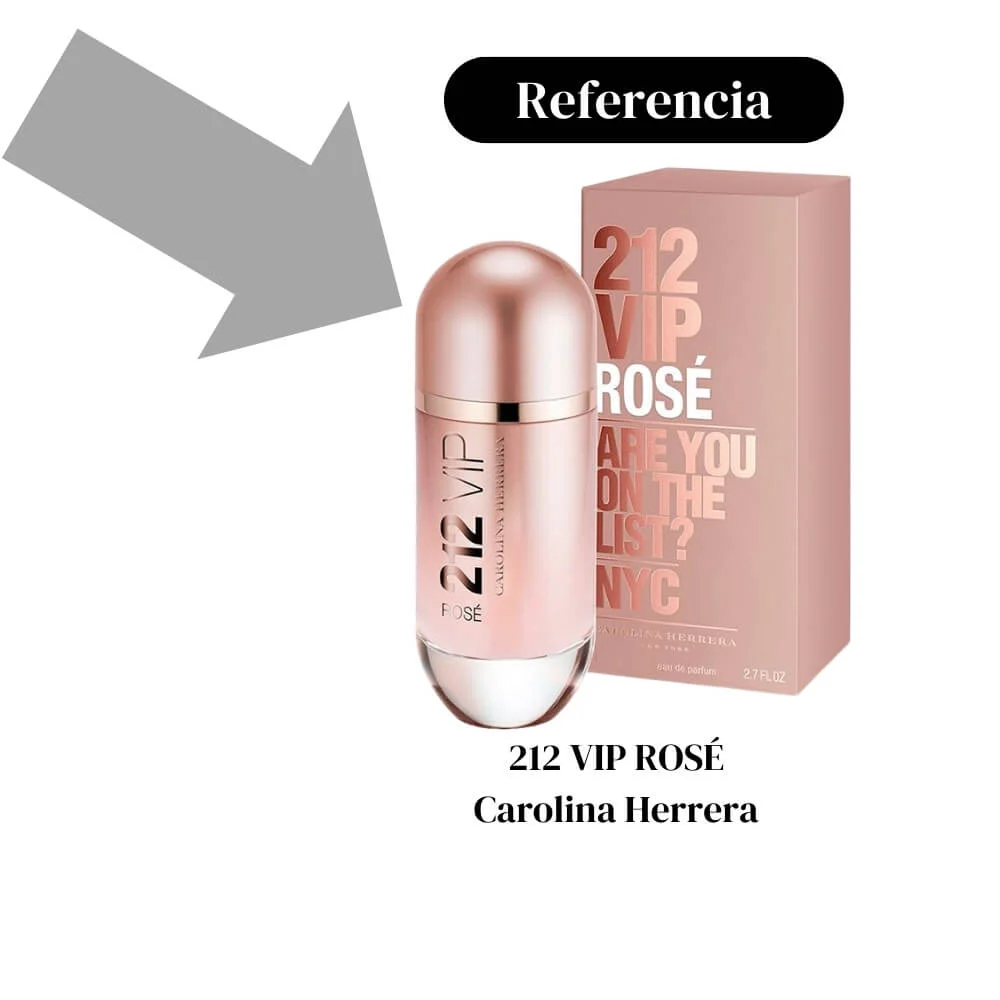 Referencia
212
VIP
ROSÉ
ARE YOU
ON THE
LIST?
NYC
CAROLINA HERRERA
eau de parfum
2.7 FL OZ
ROSÉ 212 VIP
CAROLINA HERRERA
212 VIP ROSÉ
Carolina Herrera